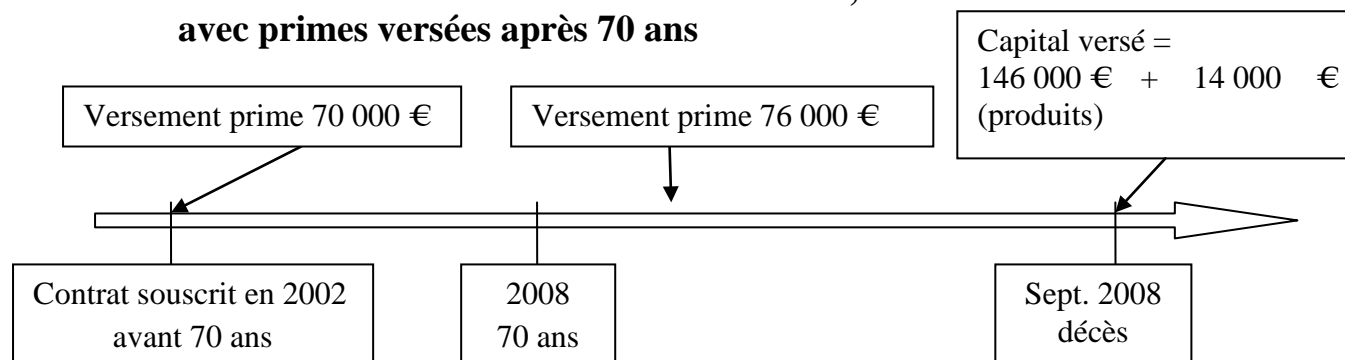 avec primes versées après 70 ans
Capital versé =
146 000 € + 14 000 €
(produits)
Versement prime 70 000 €
Versement prime 76 000 €
Contrat souscrit en 2002
avant 70 ans
2008
70 ans
Sept. 2008
décès